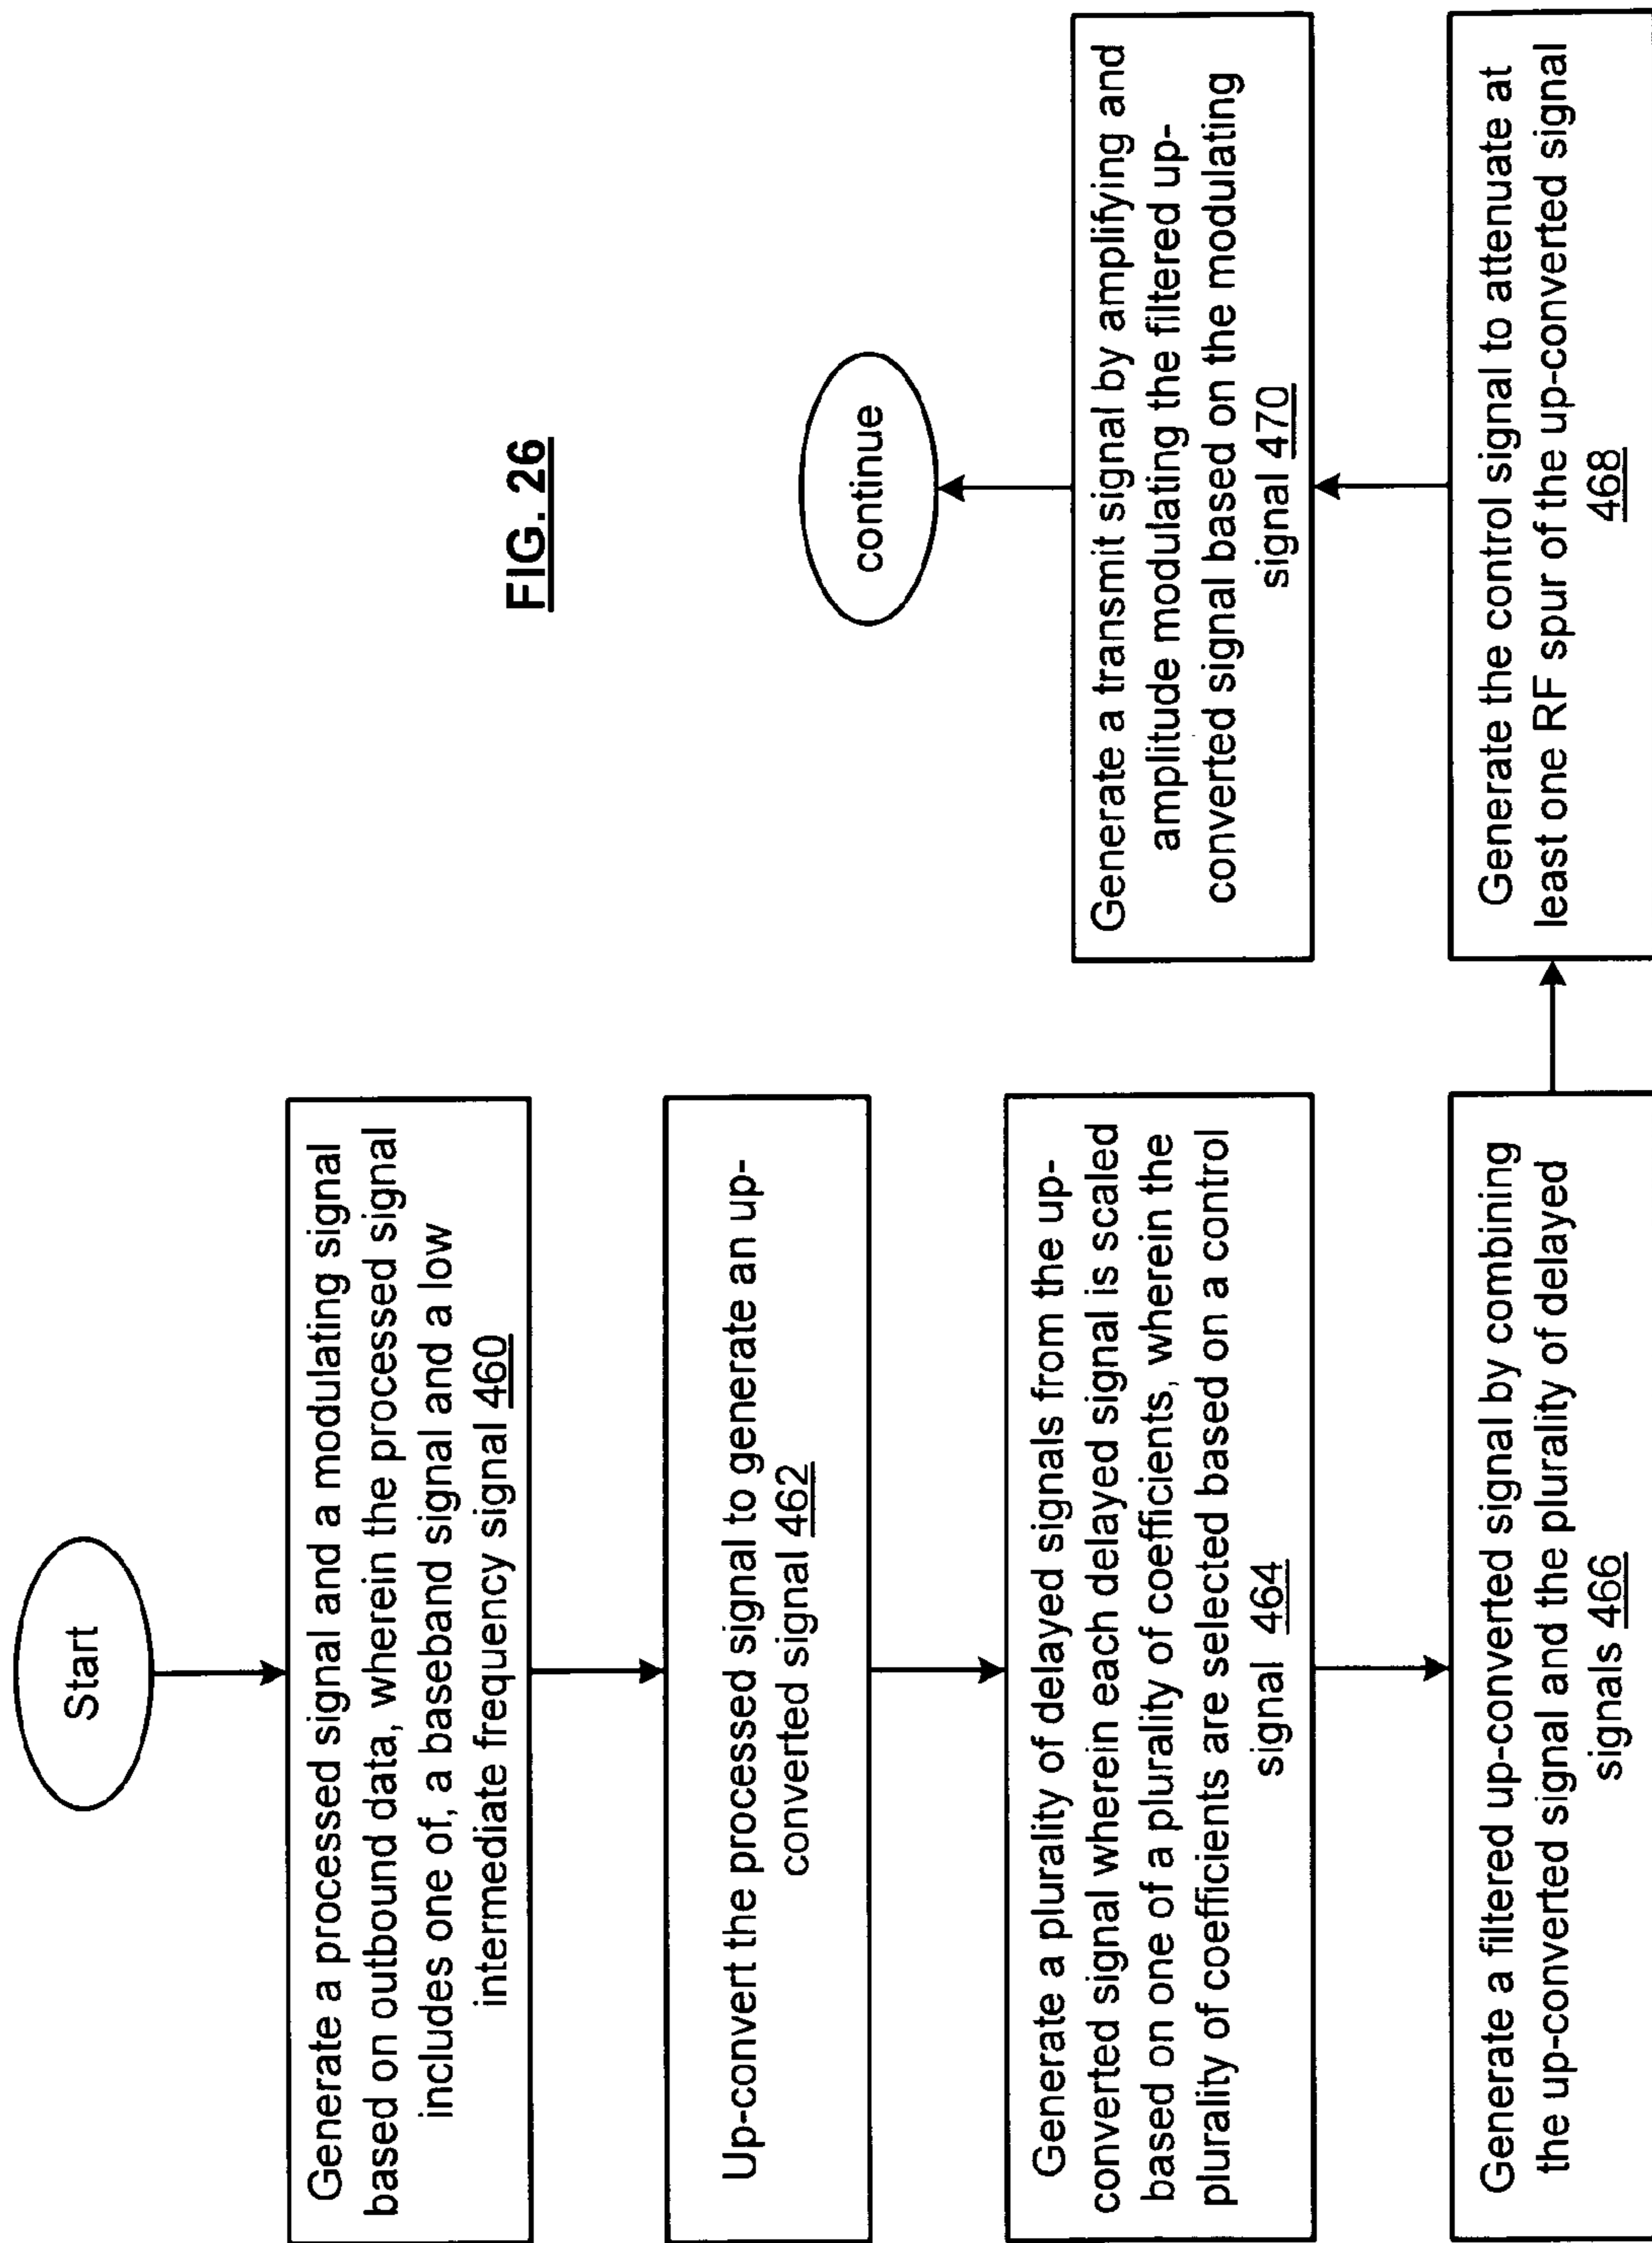 Start
Generate a processed signal and a modulating signal
based on outbound data, wherein the processed signal
includes one of, a baseband signal and a low
intermediate frequency signal 460
Up-convert the processed signal to generate an up-
converted signal 462
Generate a plurality of delayed signals from the up-
converted signal wherein each delayed signal is scaled
based on one of a plurality of coefficients, wherein the
plurality of coefficients are selected based on a control
signal 464
Generate a filtered up-converted signal by combining
the up-converted signal and the plurality of delayed
signals 466
Generate the control signal to attenuate at
least one RF spur of the up-converted signal
468
Generate a transmit signal by amplifying and
amplitude modulating the filtered up-
converted signal based on the modulating
signal 470
continue
FIG. 26